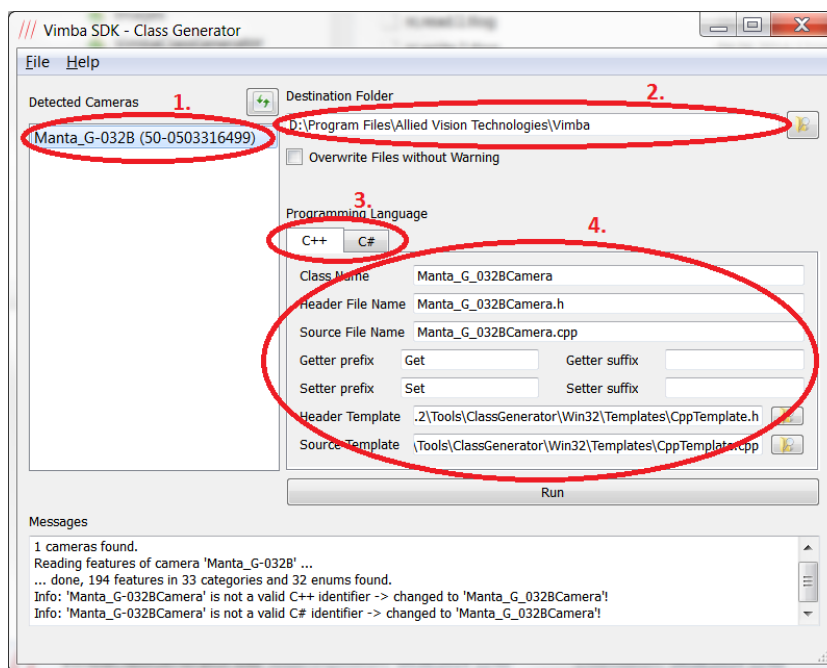 /// Vimba SDK - Class Generator
File Help
Detected Cameras
1.
Manta_G-032B (50-0503316499)
Destination Folder
2.
D:\Program Files\Allied Vision Technologies\Vimba
Overwrite Files without Warning
3.
Programming Language
C++ C#
4.
Class Name Manta_G_032BCamera
Header File Name Manta_G_032BCamera.h
Source File Name Manta_G_032BCamera.cpp
Getter prefix Get Getter suffix
Setter prefix Set Setter suffix
Header Template .2\Tools\ClassGenerator\Win32\Templates\CppTemplate.h
Source Template \Tools\ClassGenerator\Win32\Templates\CppTemplate.cpp
Run
Messages
1 cameras found.
Reading features of camera 'Manta_G-032B' ...
... done, 194 features in 33 categories and 32 enums found.
Info: 'Manta_G-032BCamera' is not a valid C++ identifier -> changed to 'Manta_G_032BCamera'!
Info: 'Manta_G-032BCamera' is not a valid C# identifier -> changed to 'Manta_G_032BCamera'!